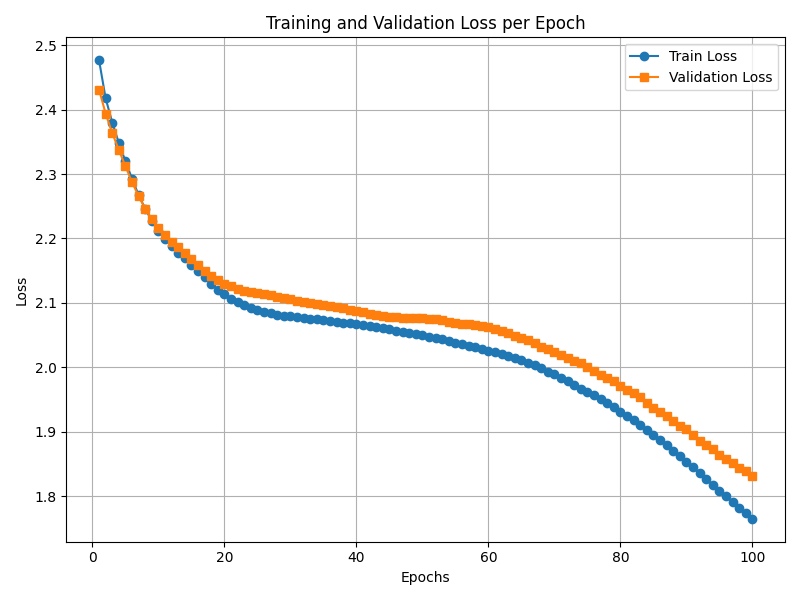 Training and Validation Loss per Epoch
Train Loss
Validation Loss
Loss
2.5
2.4
2.3
2.2
2.1
2.0
1.9
1.8
0 20 40 60 80 100
Epochs